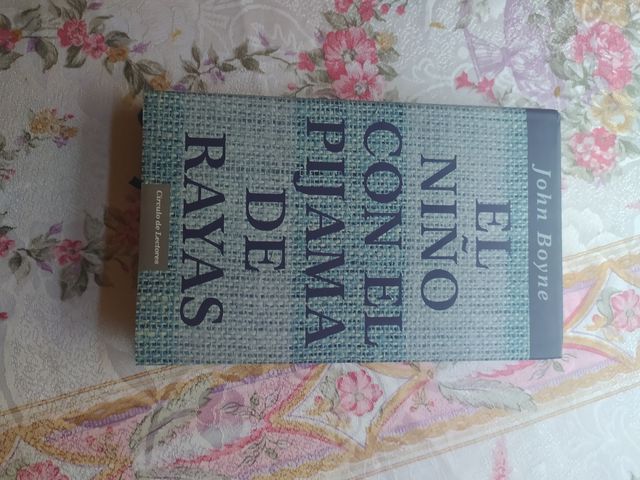 John Boyne
EL
NIÑO
CON EL
PIJAMA
DE
RAYAS
Círculo de Lectores